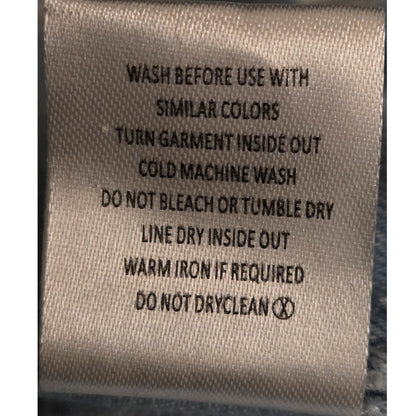 WASH BEFORE USE WITH
SIMILAR COLORS
TURN GARMENT INSIDE OUT
COLD MACHINE WASH
DO NOT BLEACH OR TUMBLE DRY
LINE DRY INSIDE OUT
WARM IRON IF REQUIRED
DO NOT DRYCLEAN Ⓧ